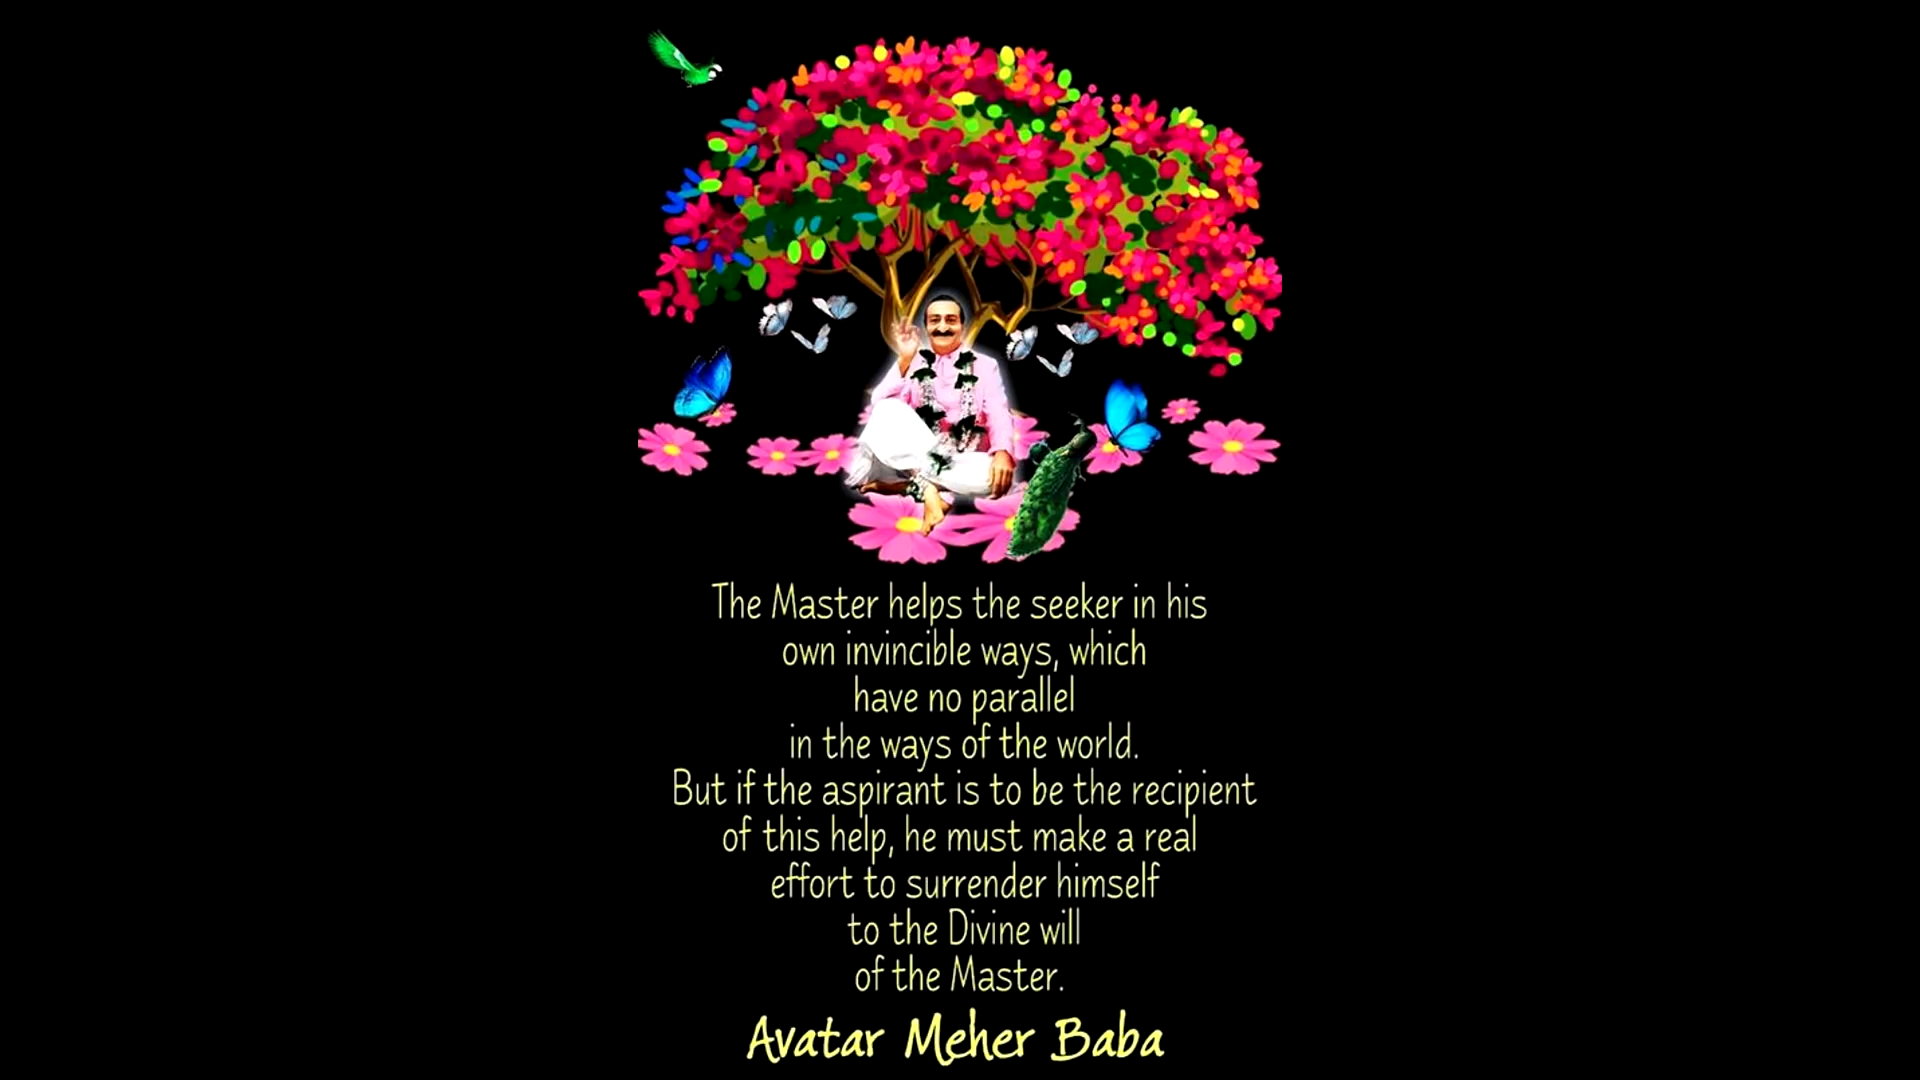 The Master helps the seeker in his
own invincible ways, which
have no parallel
in the ways of the world.
But if the aspirant is to be the recipient
of this help, he must make a real
effort to surrender himself
to the Divine will
of the Master.
Avatar Meher Baba